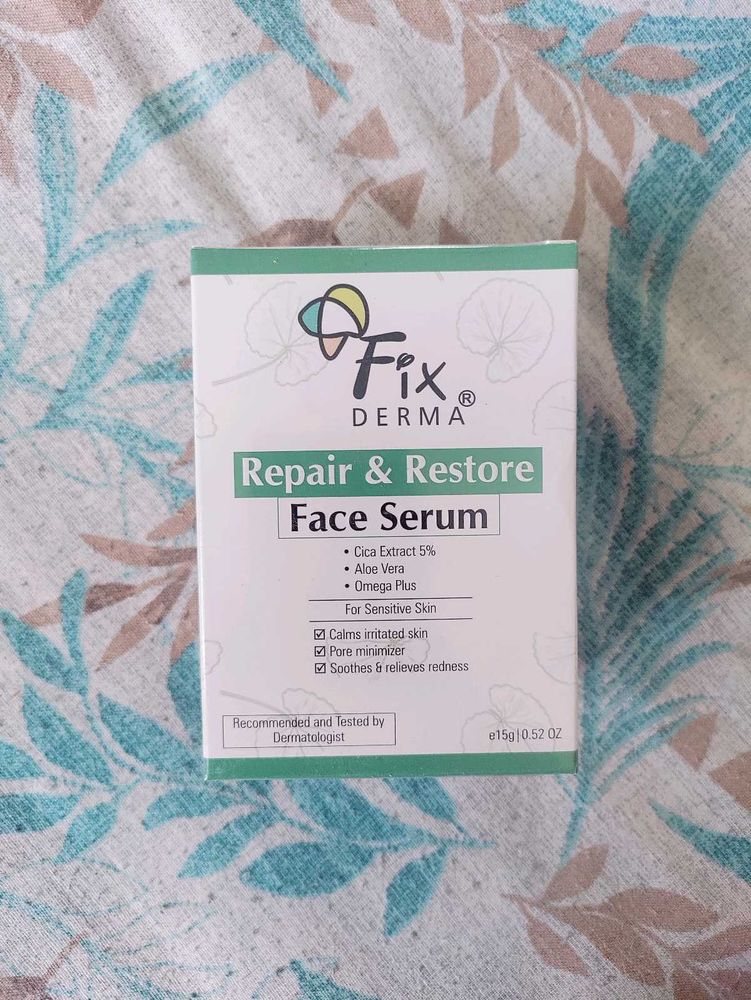 Fix
®
DERMA
Repair & Restore
Face Serum
• Cica Extract 5%
• Aloe Vera
• Omega Plus
For Sensitive Skin
☑ Calms irritated skin
☑ Pore minimizer
☑ Soothes & relieves redness
Recommended and Tested by
Dermatologist
e15g|0.52 OZ